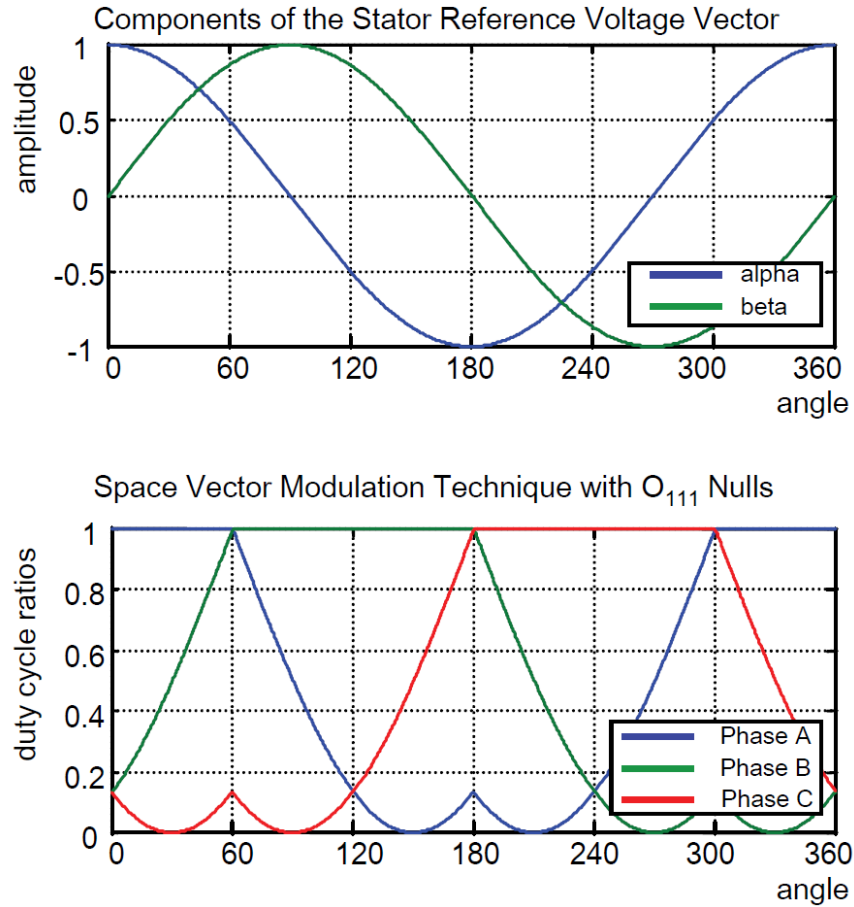 Components of the Stator Reference Voltage Vector
amplitude
1
0.5
0
-0.5
-1
alpha
beta
0 60 120 180 240 300 360
angle
Space Vector Modulation Technique with O111 Nulls
duty cycle ratios
1
0.8
0.6
0.4
0.2
0
Phase A
Phase B
Phase C
0 60 120 180 240 300 360
angle